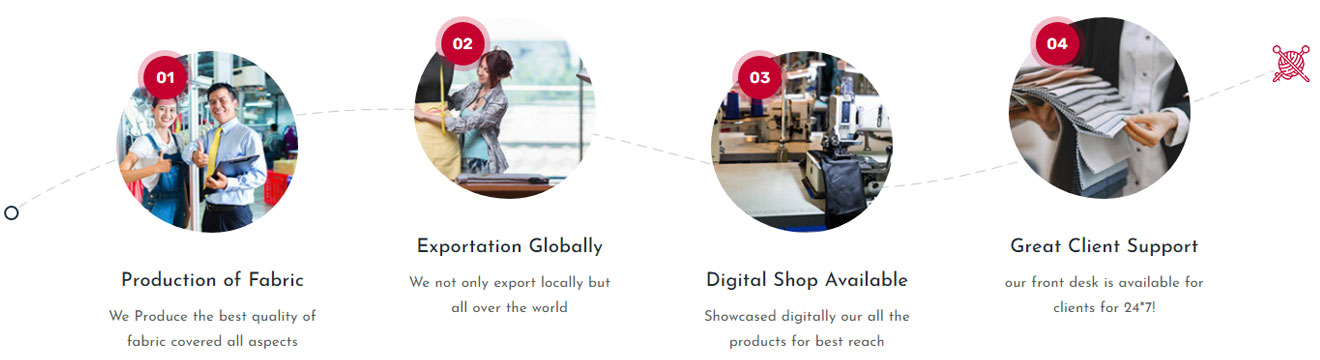 01
Production of Fabric
We Produce the best quality of
fabric covered all aspects
02
Exportation Globally
We not only export locally but
all over the world
03
Digital Shop Available
Showcased digitally our all the
products for best reach
04
Great Client Support
our front desk is available for
clients for 24*7!